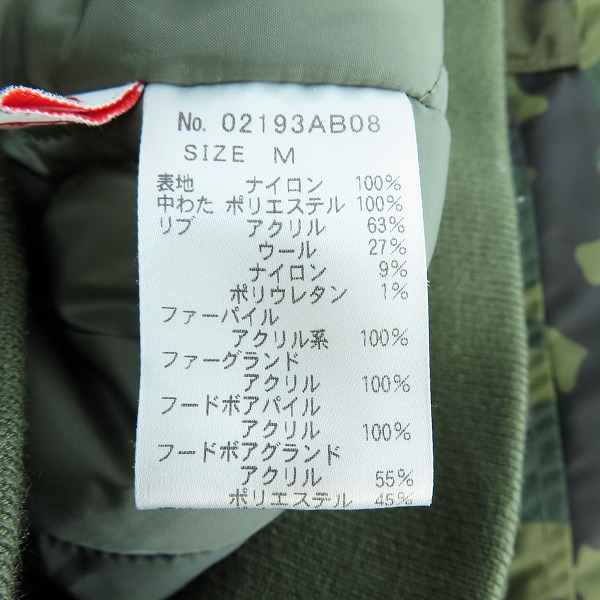 No. 02193AB08
SIZE M
表地 ナイロン 100%
中わた ポリエステル 100%
リブ アクリル 63%
ウール 27%
ナイロン 9%
ポリウレタン 1%
ファーパイル
アクリル系 100%
ファーグランド
アクリル 100%
フードボアパイル
アクリル 100%
フードボアグランド
アクリル 55%
ポリエステル 45%